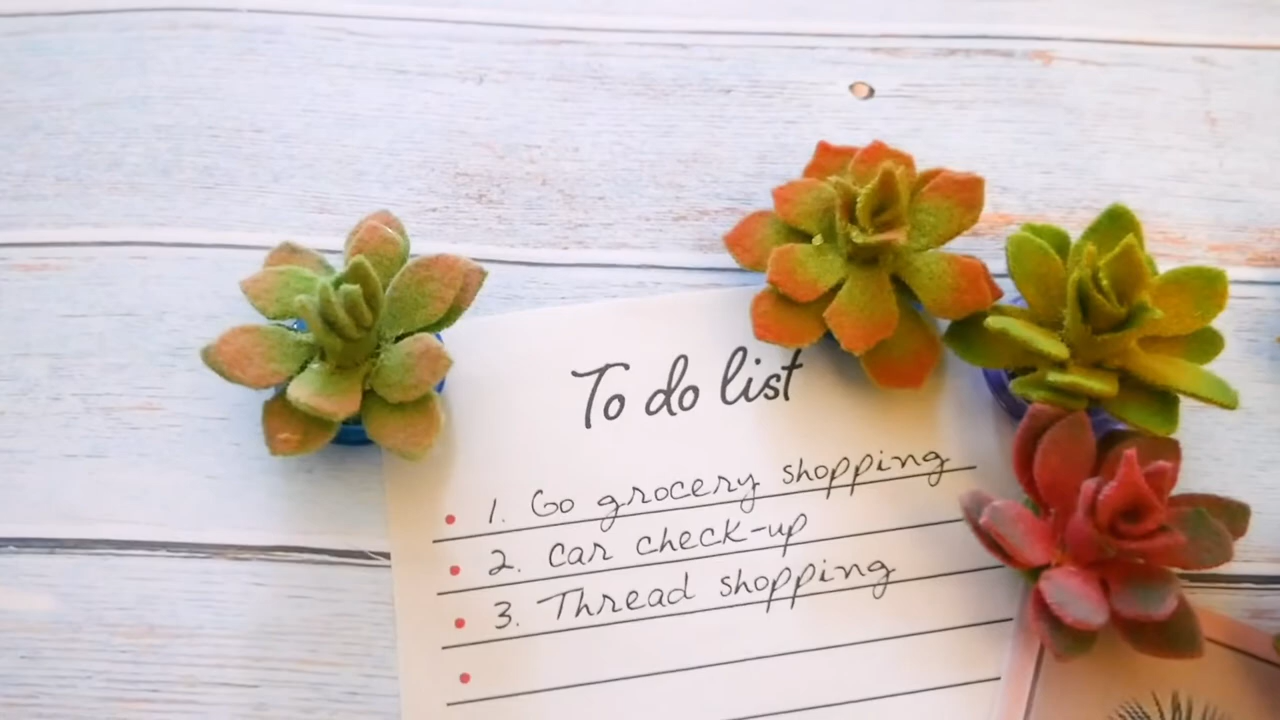 To do list
1. Go grocery shopping
2. Car check-up
3. Thread shopping